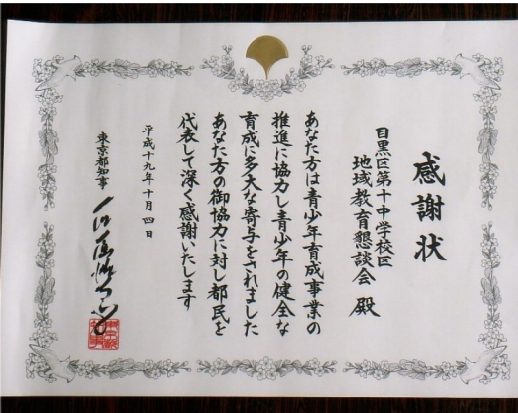 感謝状
目黒区第十中学校区
地域教育懇談会 殿
あなた方は青少年育成事業の
推進に協力し青少年の健全な
育成に多大な寄与をされました
あなた方の御協力に対し都民を
代表して深く感謝いたします
平成十九年十月四日
東京都知事 石原慎太郎